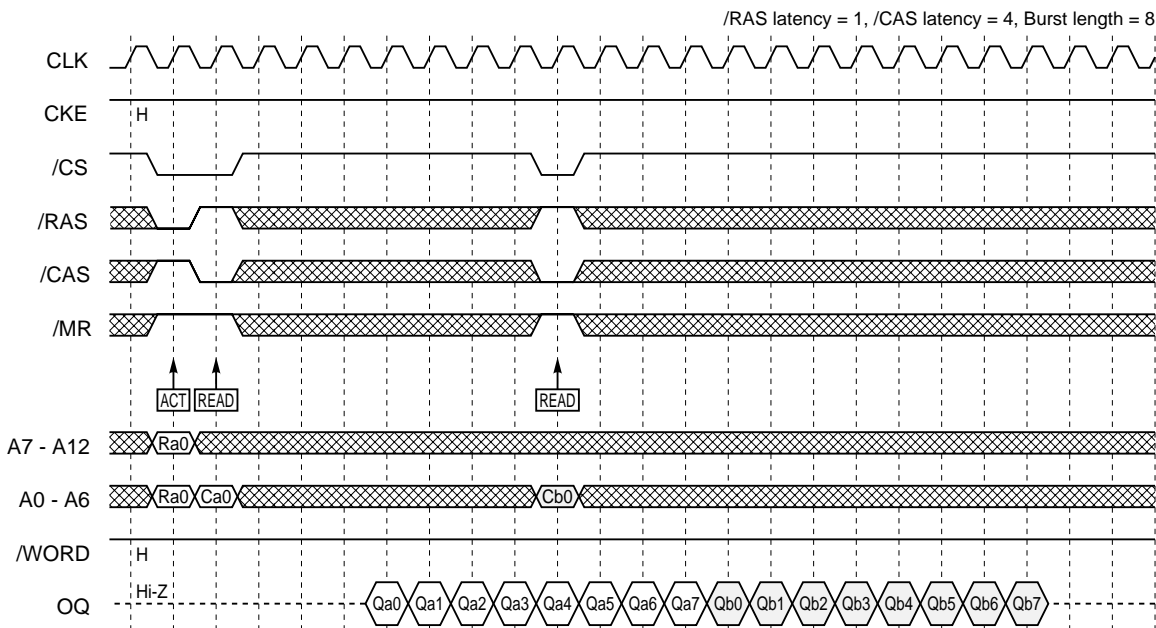 /RAS latency = 1, /CAS latency = 4, Burst length = 8
CLK
CKE H
/CS
/RAS
/CAS
/MR
ACT READ READ
A7 - A12 Ra0
A0 - A6 Ra0 Ca0 Cb0
/WORD H
OQ Hi-Z Qa0 Qa1 Qa2 Qa3 Qa4 Qa5 Qa6 Qa7 Qb0 Qb1 Qb2 Qb3 Qb4 Qb5 Qb6 Qb7